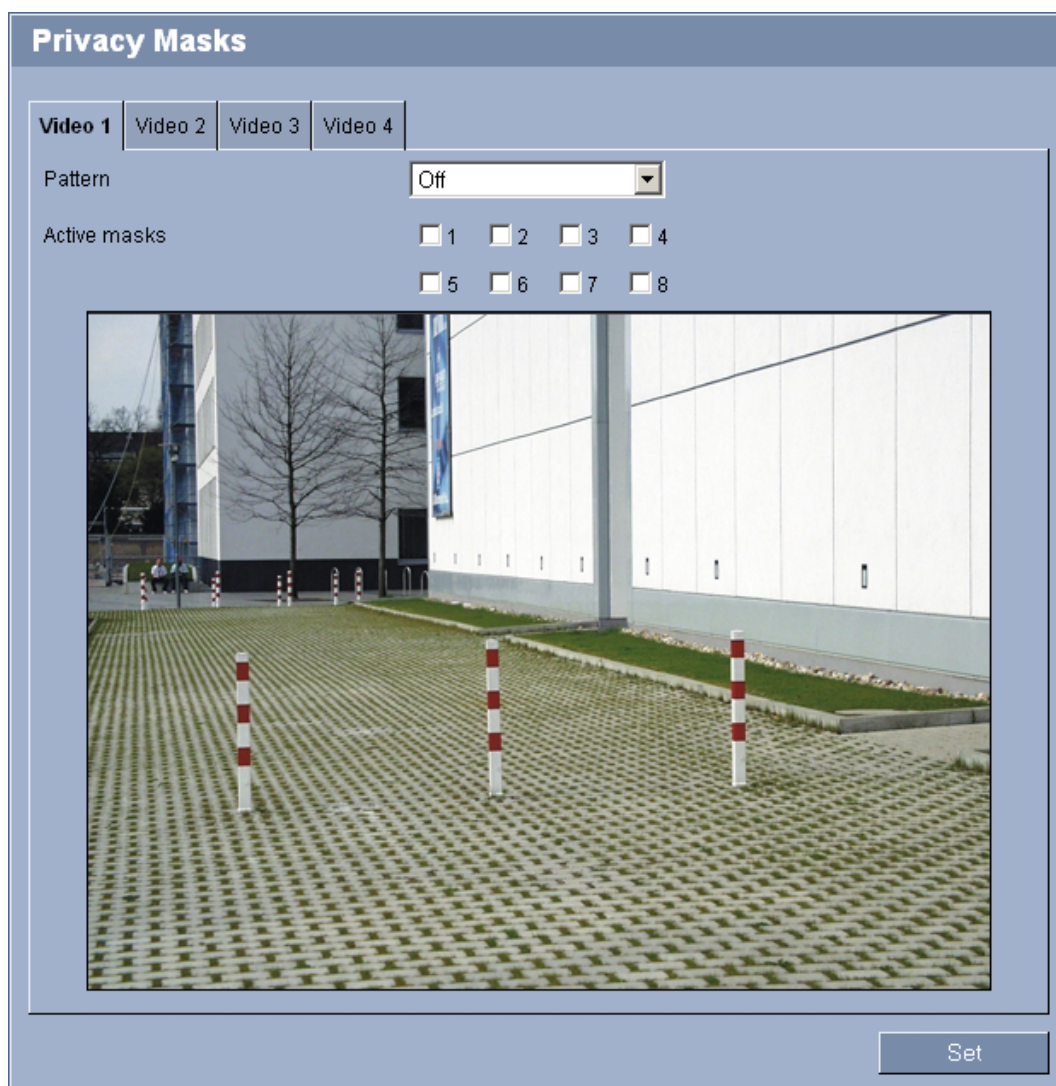 Privacy Masks
Video 1 Video 2 Video 3 Video 4
Pattern Off
Active masks 1 2 3 4
5 6 7 8
Set